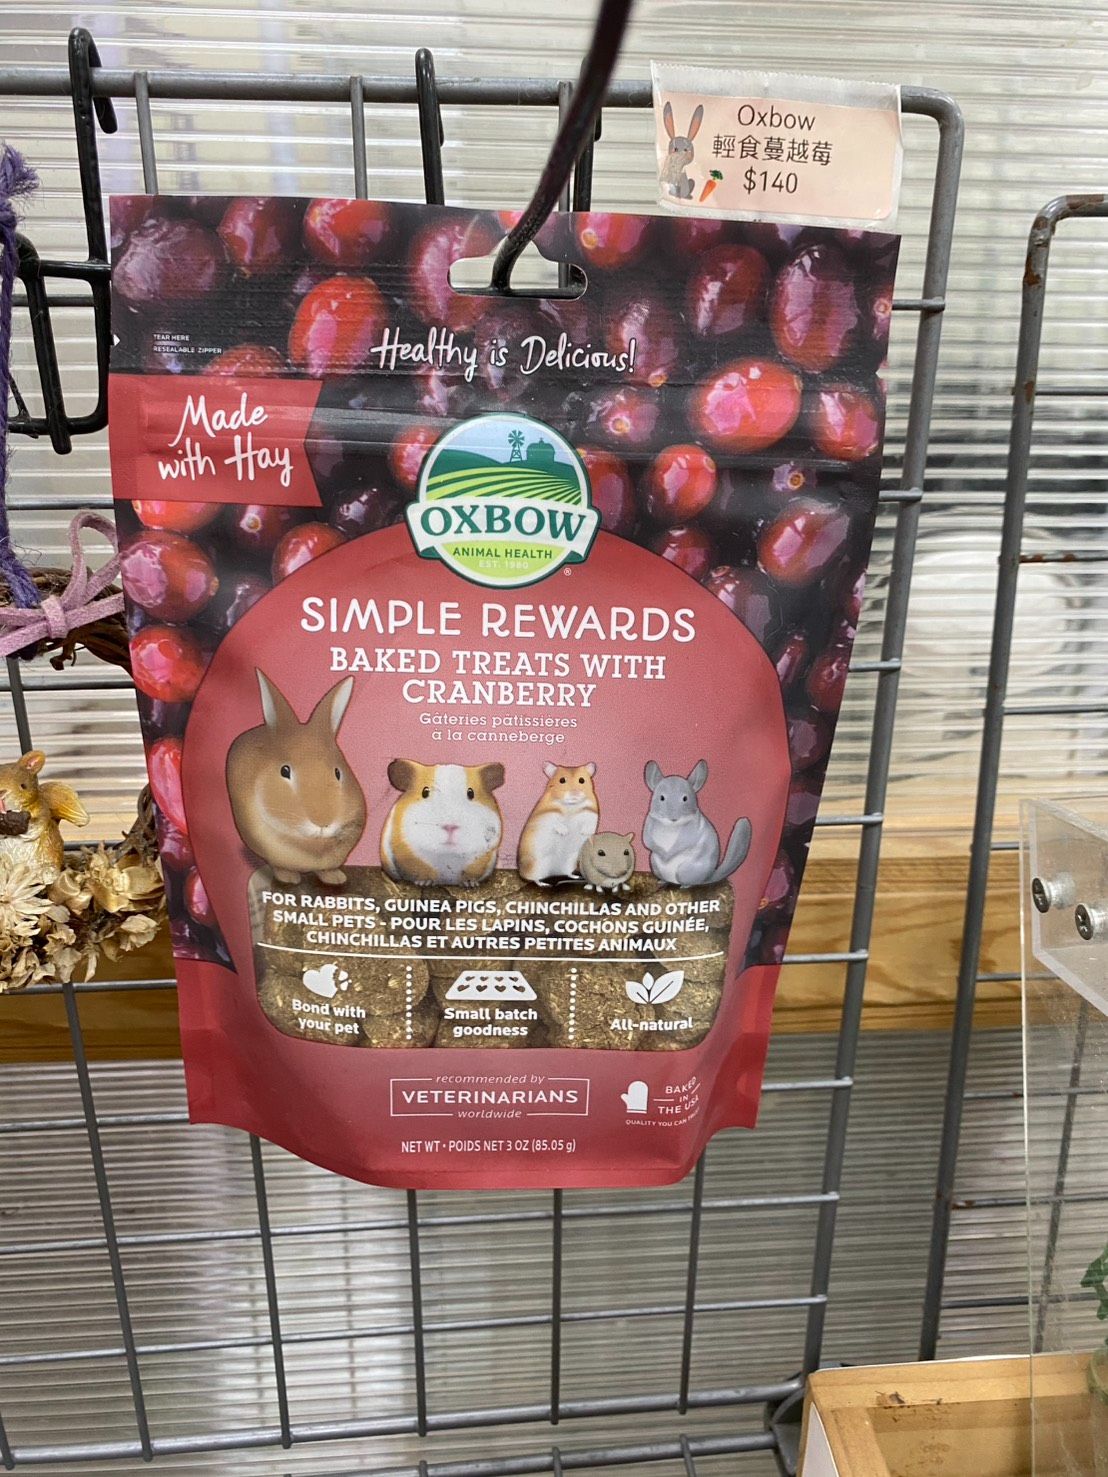 Oxbow
輕食蔓越莓
$140
TEAR HERE
RESEALABLE ZIPPER
Healthy is Delicious!
Made
with Hay
OXBOW
ANIMAL HEALTH
EST. 1980
®
SIMPLE REWARDS
BAKED TREATS WITH
CRANBERRY
Gâteries pâtissières
à la canneberge
FOR RABBITS, GUINEA PIGS, CHINCHILLAS AND OTHER
SMALL PETS - POUR LES LAPINS, COCHONS GUINÉE,
CHINCHILLAS ET AUTRES PETITES ANIMAUX
Bond with
your pet
Small batch
goodness
All-natural
recommended by
VETERINARIANS
worldwide
BAKED
IN
THE USA
QUALITY YOU CAN
NET WT • POIDS NET 3 OZ (85.05 g)